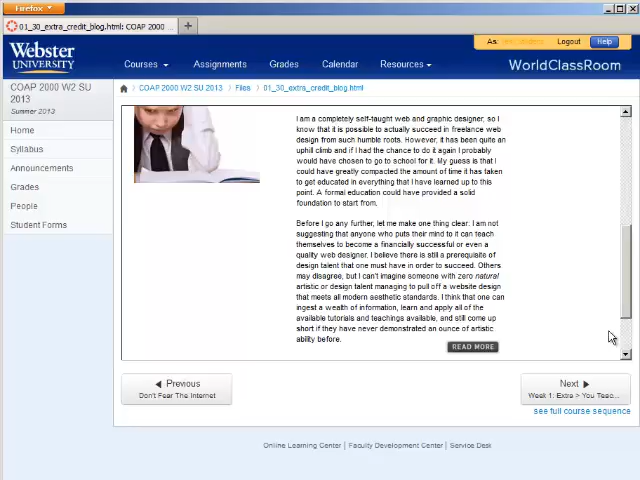 Firefox
01_30_extra_credit_blog.html: COAP 2000 ...
Webster
UNIVERSITY
Courses
Assignments
Grades
Calendar
Resources
As:
Logout
Help
WorldClassRoom
COAP 2000 W2 SU
2013
Summer 2013
COAP 2000 W2 SU 2013
Files
01_30_extra_credit_blog.html
Home
Syllabus
Announcements
Grades
People
Student Forms
I am a completely self-taught web and graphic designer, so I
know that it is possible to actually succeed in freelance web
design from such humble roots. However, it has been quite an
uphill climb and if I had the chance to do it again I probably
would have chosen to go to school for it. My guess is that I
could have greatly compacted the amount of time it has taken
to get educated in everything that I have learned up to this
point. A formal education could have provided a solid
foundation to start from.
Before I go any further, let me make one thing clear: I am not
suggesting that anyone who puts their mind to it can teach
themselves to become a financially successful or even a
quality web designer. I believe there is still a prerequisite of
design talent that one must have in order to succeed. Others
may disagree, but I can't imagine someone with zero natural
artistic or design talent managing to pull off a website design
that meets all modern aesthetic standards. I think that one can
ingest a wealth of information, learn and apply all of the
available tutorials and teachings available, and still come up
short if they have never demonstrated an ounce of artistic
ability before.
READ MORE
Previous
Don't Fear The Internet
Next
Week 1: Extra > You Teac...
see full course sequence
Online Learning Center | Faculty Development Center | Service Desk